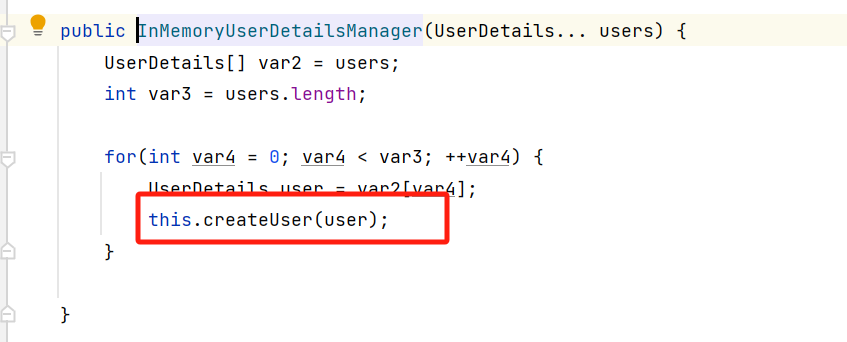 public InMemoryUserDetailsManager(UserDetails... users) {
UserDetails[] var2 = users;
int var3 = users.length;
for(int var4 = 0; var4 < var3; ++var4) {
UserDetails user = var2[var4];
this.createUser(user);
}
}